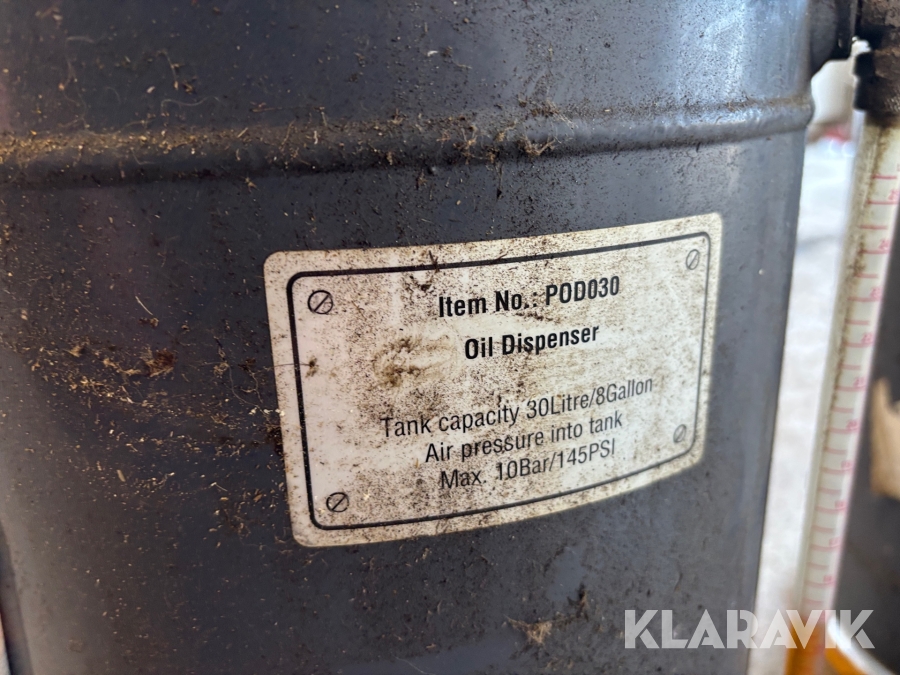 Item No.: POD030
Oil Dispenser
Tank capacity 30Litre/8Gallon
Air pressure into tank
Max. 10Bar/145PSI
KLARAVIK